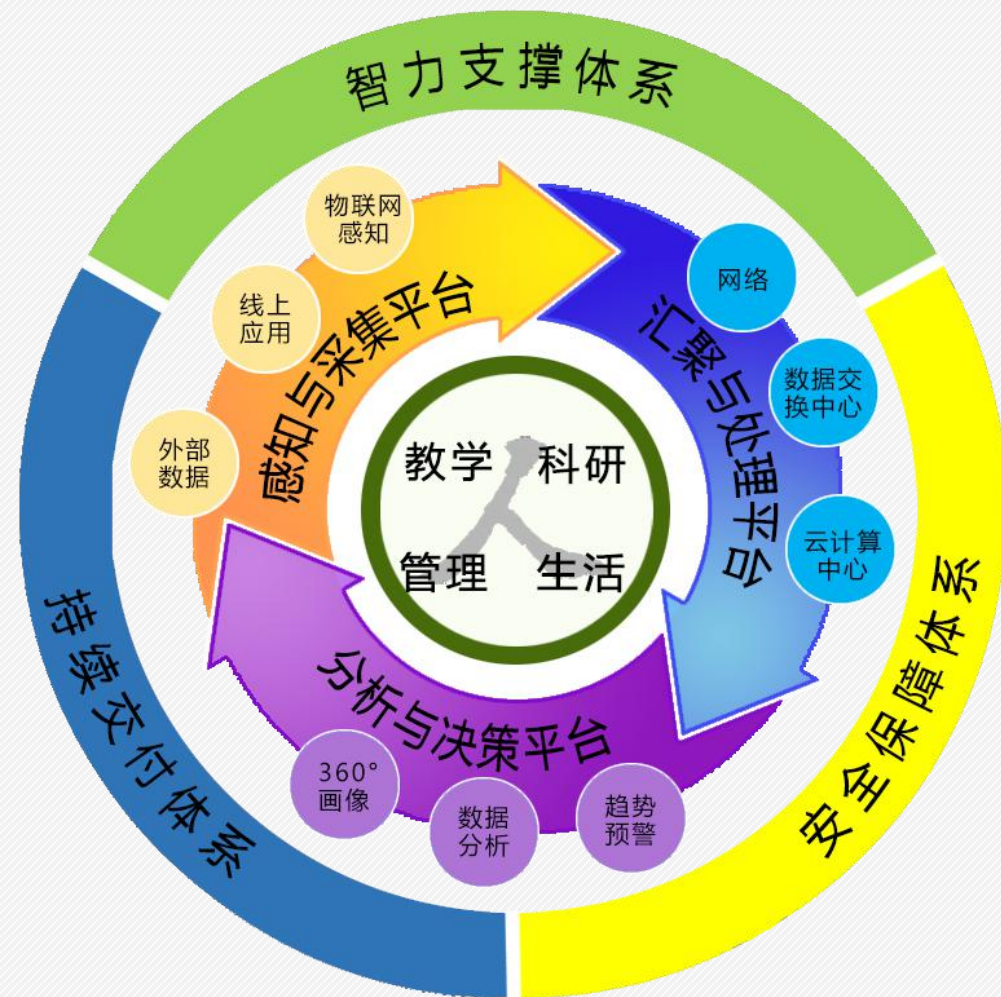 智力支撑体系
物联网
感知
线上
应用
外部
数据
感知与采集平台
网络
数据交
换中心
云计算
中心
汇聚与处理平台
教学 科研
人
管理 生活
分析与决策平台
360°
画像
数据
分析
趋势
预警
持续交付体系
安全保障体系